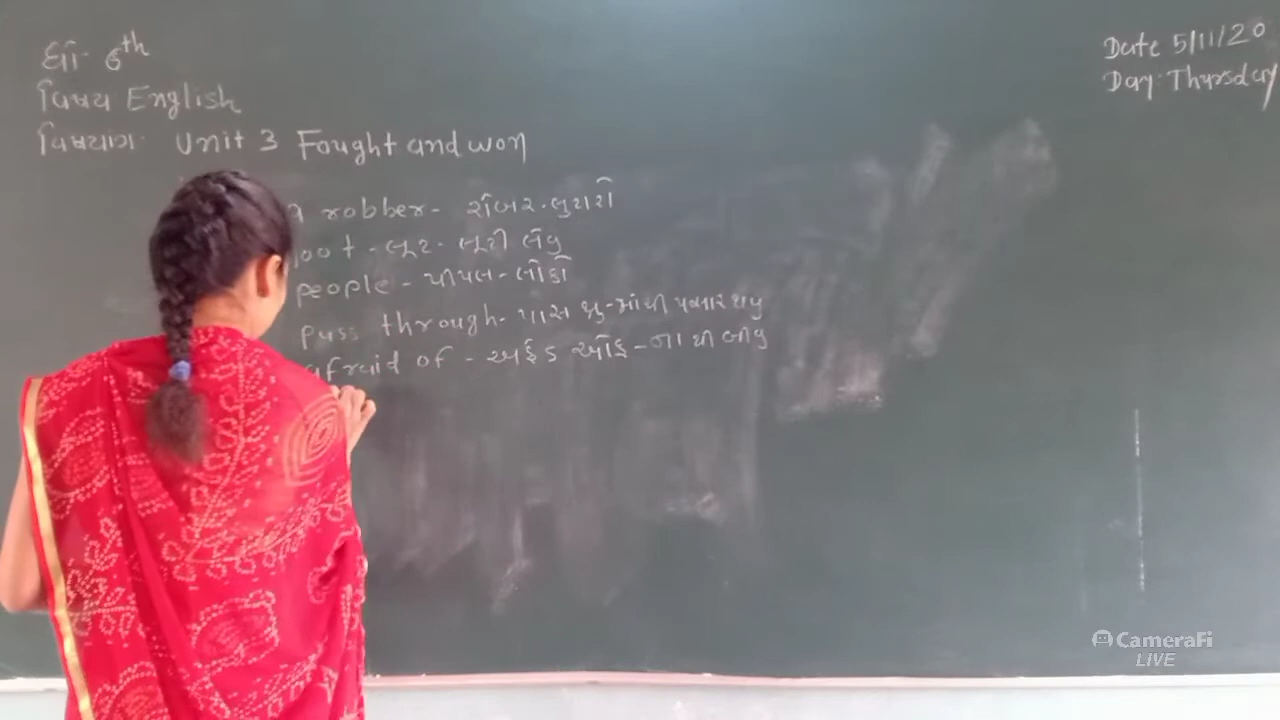 ધો- 6th
વિષય English
વિષયાંગ- Unit 3 Fought and won
Date 5/11/20
Day: Thursday
a robber - રોબર - લુટારો
loot - લૂટ - લૂટી લેવુ
people - પીપલ - લોકો
pass through - પાસ થ્રુ - માંથી પસાર થવુ
afraid of - અફ્રેડ ઓફ - ના થી બીવુ
CameraFi
LIVE